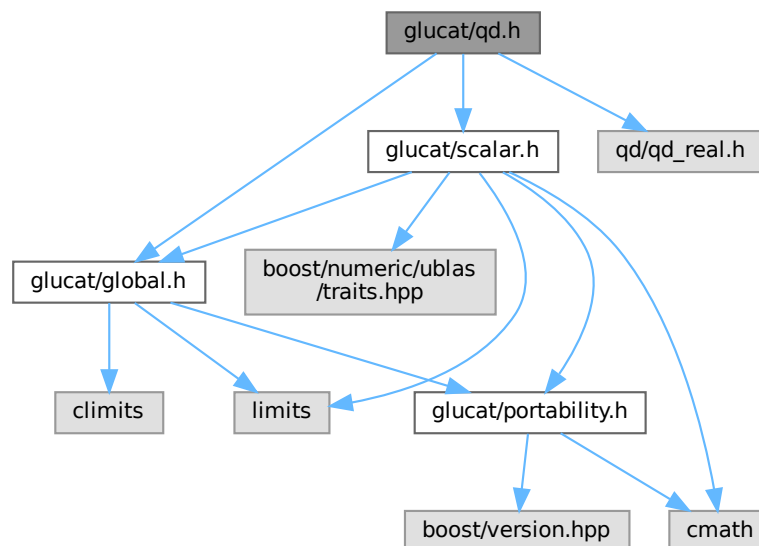 glucat/qd.h
glucat/scalar.h
qd/qd_real.h
glucat/global.h
boost/numeric/ublas
/traits.hpp
climits
limits
glucat/portability.h
boost/version.hpp
cmath